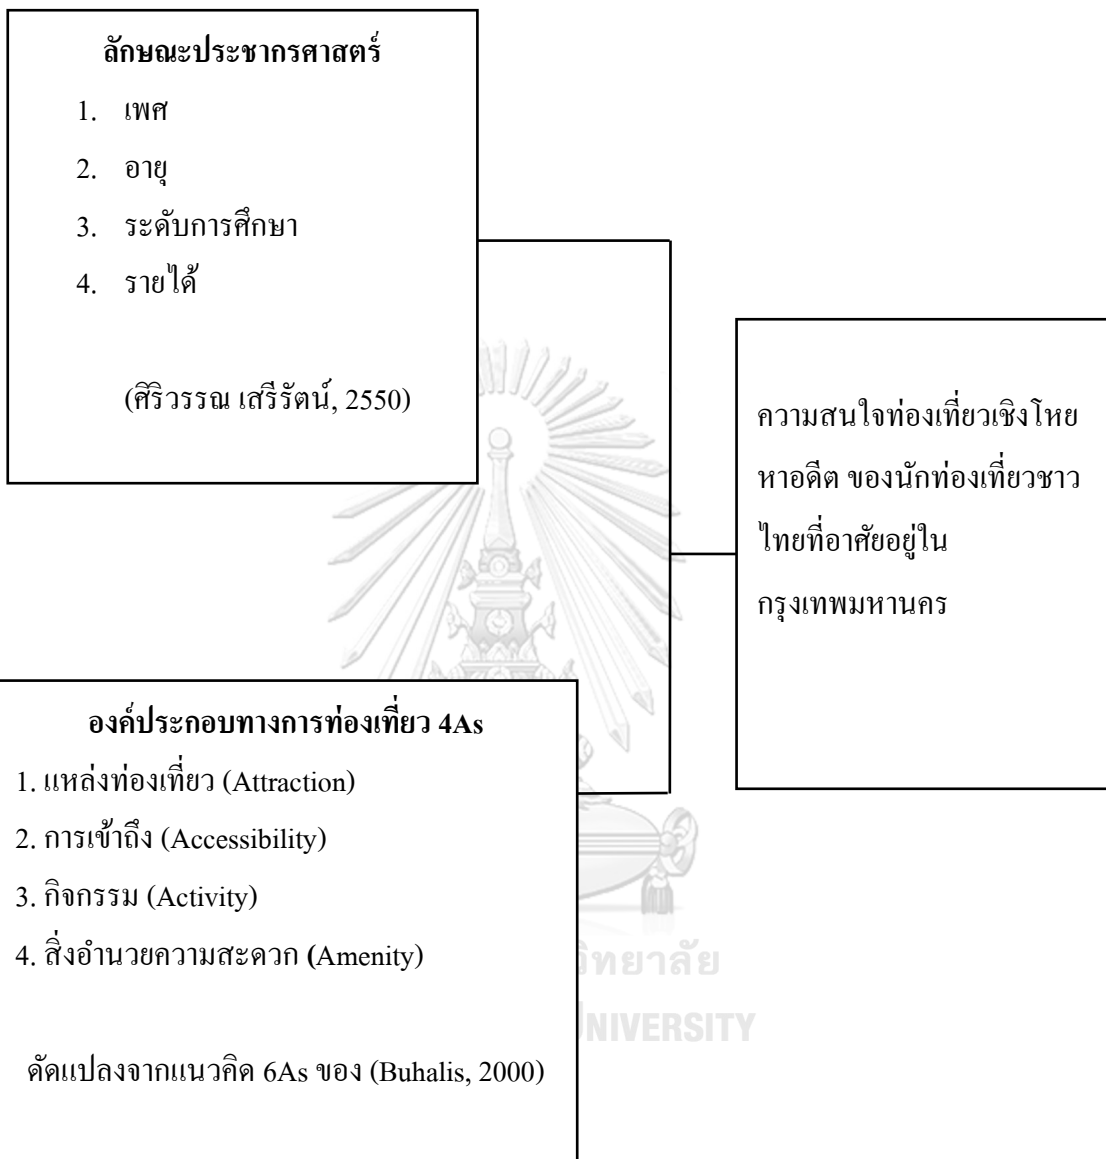 ลักษณะประชากรศาสตร์
1. เพศ
2. อายุ
3. ระดับการศึกษา
4. รายได้
(ศิริวรรณ เสรีรัตน์, 2550)
ความสนใจท่องเที่ยวเชิงโหย
หาอดีต ของนักท่องเที่ยวชาว
ไทยที่อาศัยอยู่ใน
กรุงเทพมหานคร
องค์ประกอบทางการท่องเที่ยว 4As
1. แหล่งท่องเที่ยว (Attraction)
2. การเข้าถึง (Accessibility)
3. กิจกรรม (Activity)
4. สิ่งอำนวยความสะดวก (Amenity)
ดัดแปลงจากแนวคิด 6As ของ (Buhalis, 2000)
วิทยาลัย
UNIVERSITY